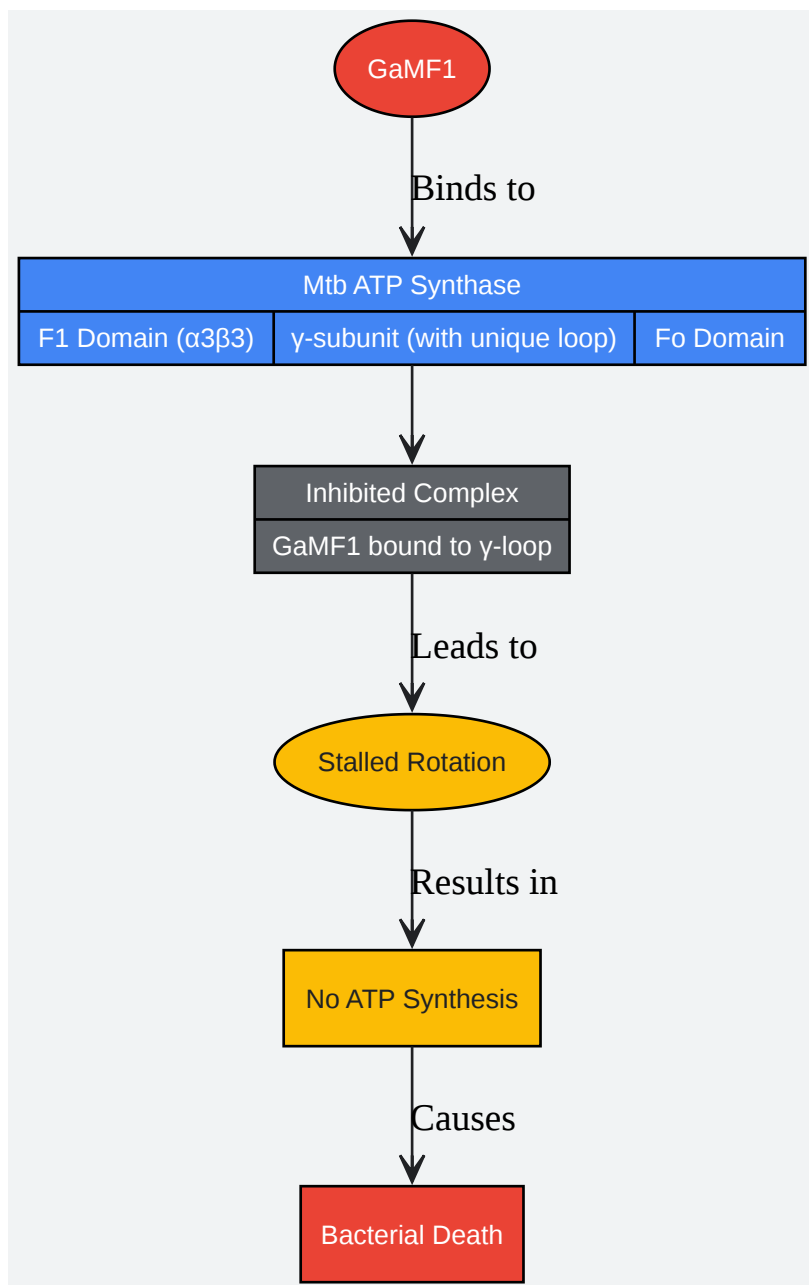 GaMF1
Binds to
Mtb ATP Synthase
F1 Domain (α3β3) γ-subunit (with unique loop) Fo Domain
Inhibited Complex
GaMF1 bound to γ-loop
Leads to
Stalled Rotation
Results in
No ATP Synthesis
Causes
Bacterial Death